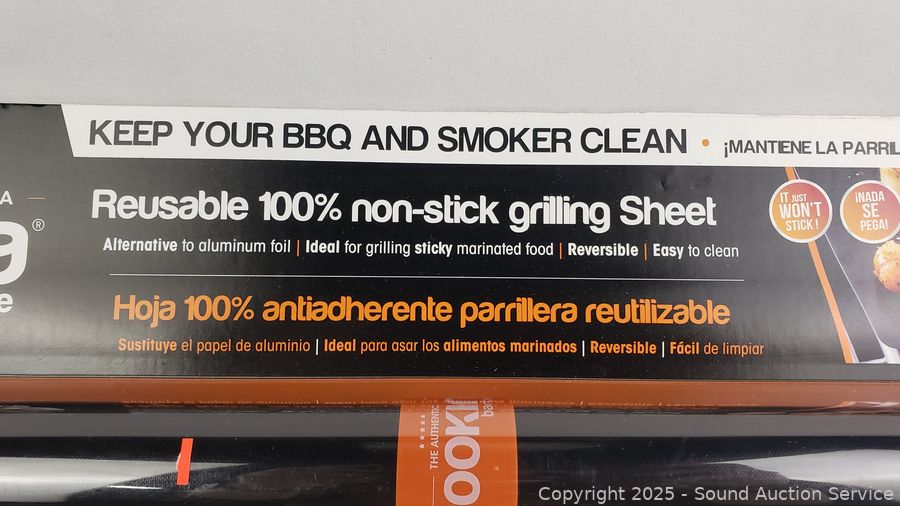 KEEP YOUR BBQ AND SMOKER CLEAN • ¡MANTIENE LA
Reusable 100% non-stick grilling Sheet
Alternative to aluminum foil | Ideal for grilling sticky marinated food | Reversible | Easy to clean
IT JUST
WON'T
STICK!
¡NADA
SE
PEGA!
Hoja 100% antiadherente parrillera reutilizable
Sustituye el papel de aluminio | Ideal para asar los alimentos marinados | Reversible | Fácil de limpiar
THE AUTHENTIC
Copyright 2025 - Sound Auction Service